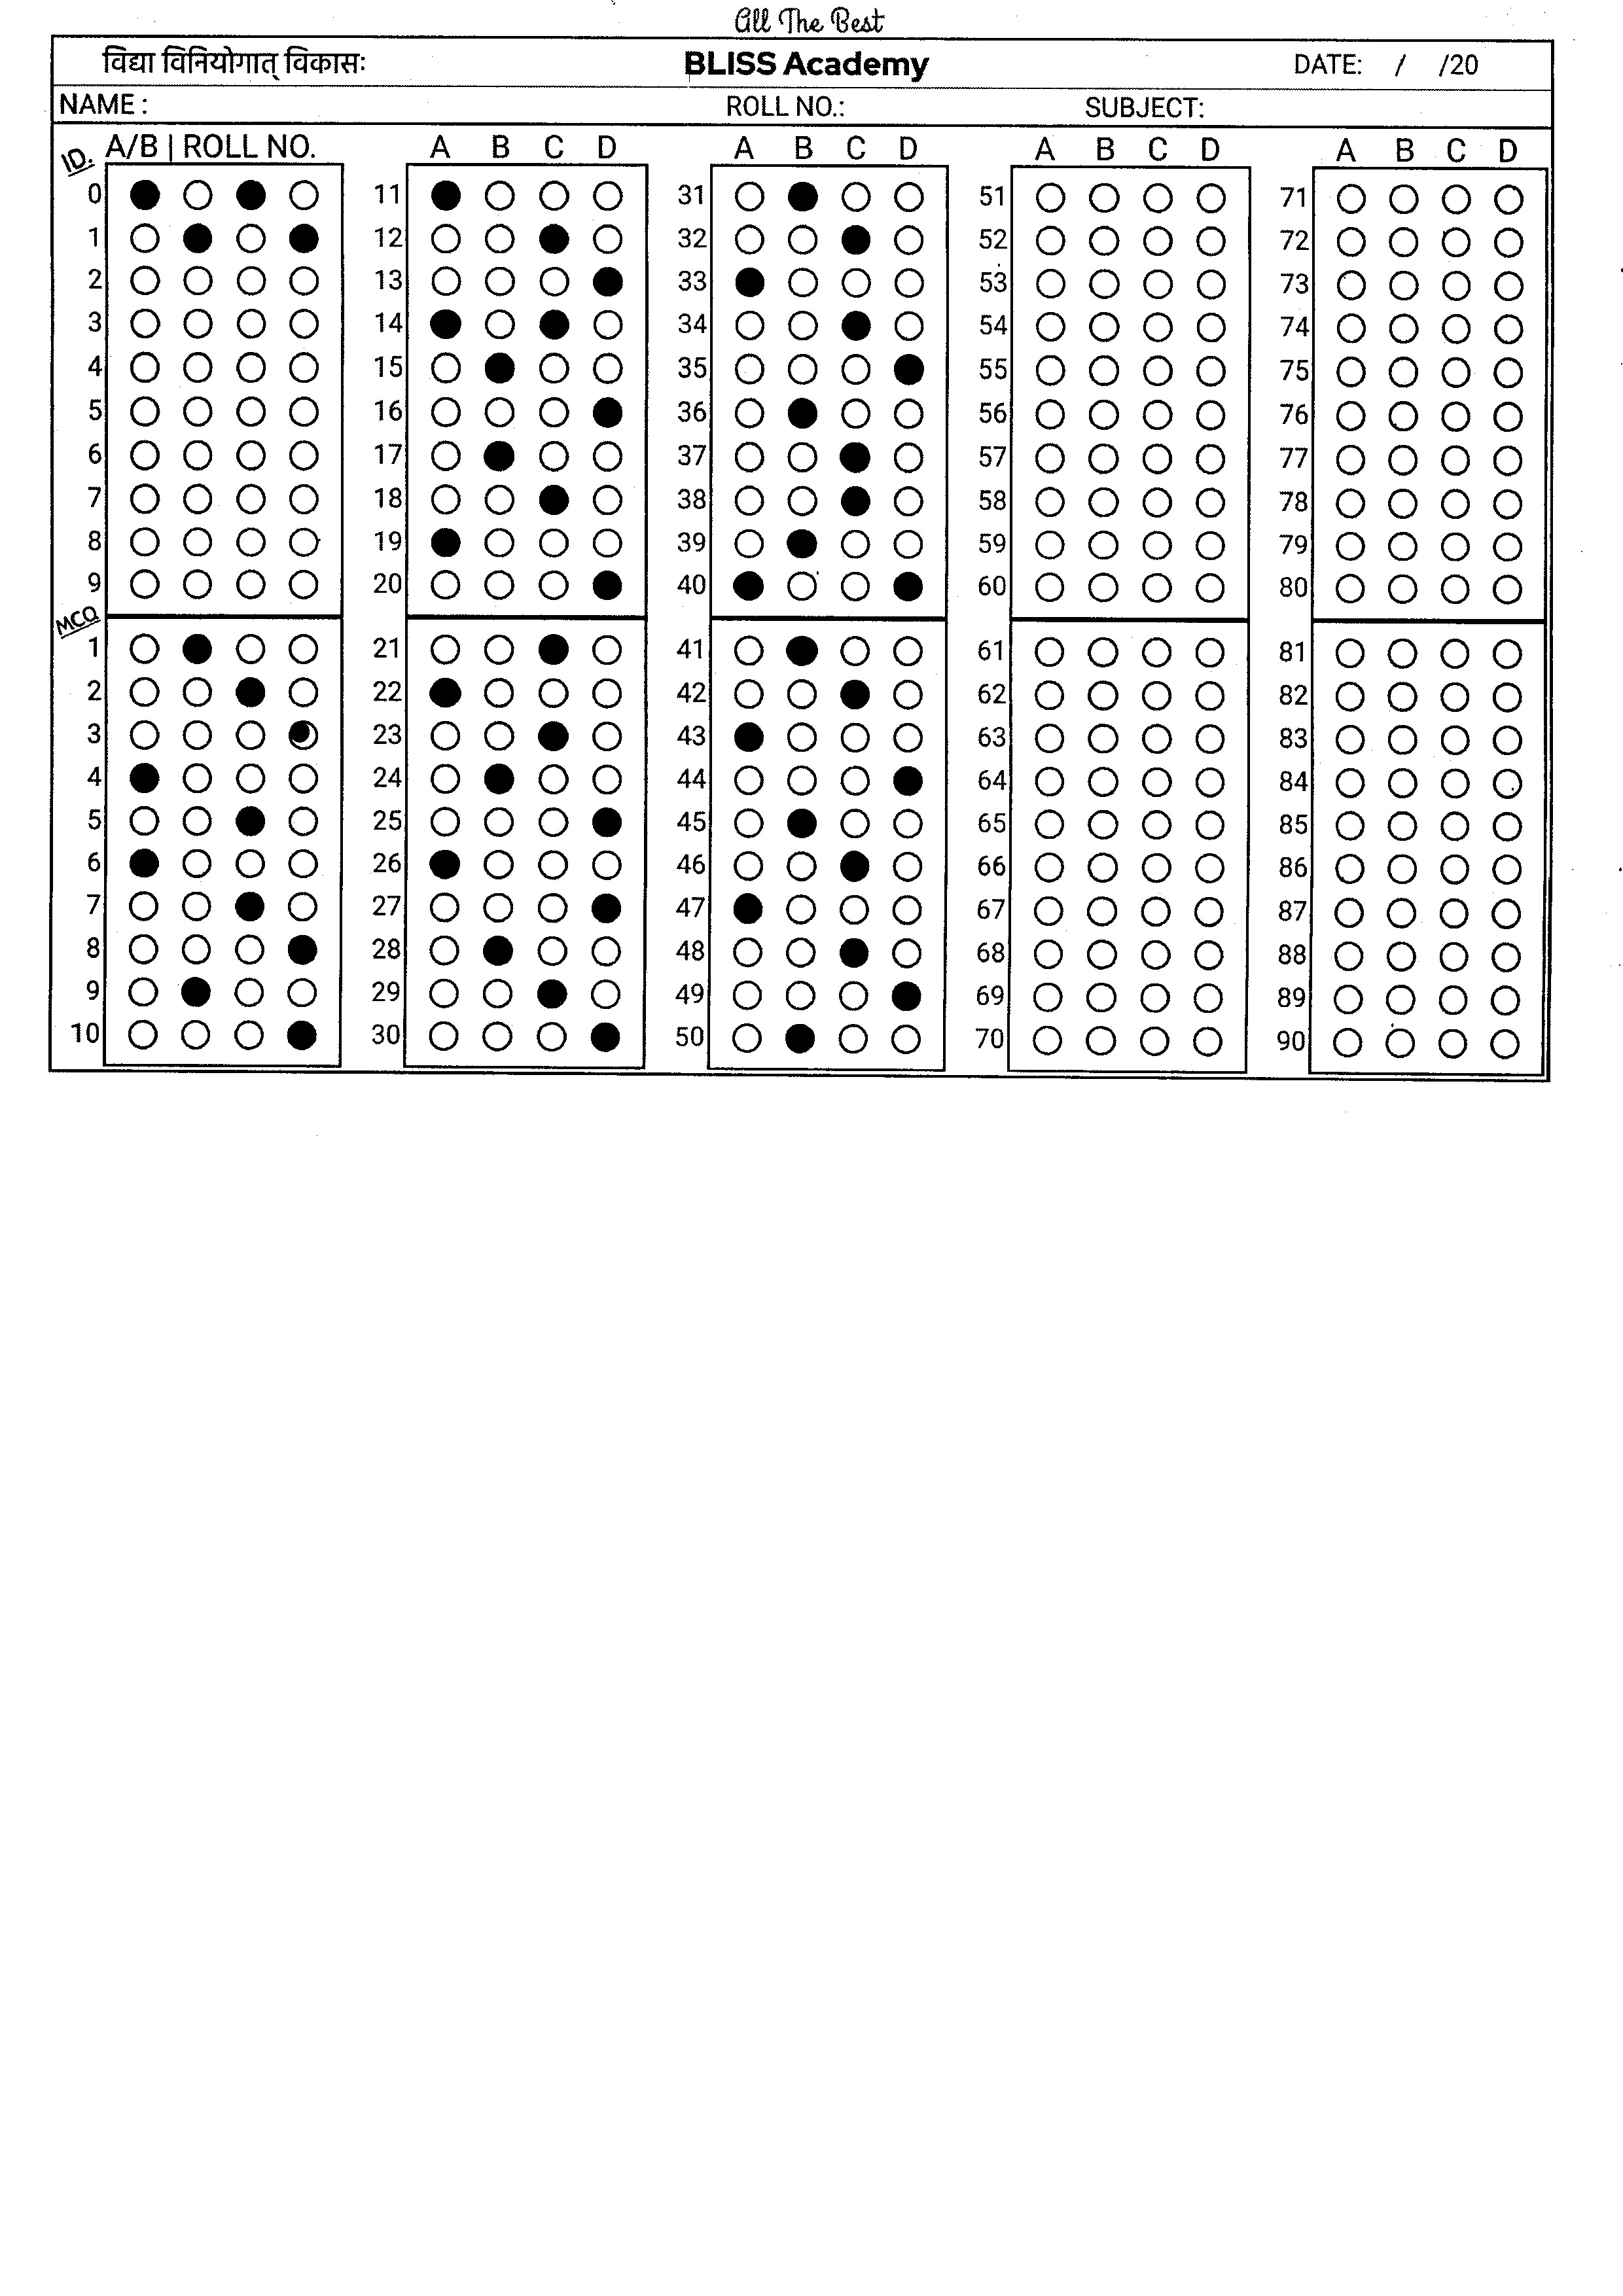 All The Best
विद्या विनियोगात् विकासः BLISS Academy DATE: / /20
NAME : ROLL NO.: SUBJECT:
ID. A/B | ROLL NO. A B C D A B C D A B C D A B C D
0 11 31 51 71
1 12 32 52 72
2 13 33 53 73
3 14 34 54 74
4 15 35 55 75
5 16 36 56 76
6 17 37 57 77
7 18 38 58 78
8 19 39 59 79
9 20 40 60 80
MCQ
1 21 41 61 81
2 22 42 62 82
3 23 43 63 83
4 24 44 64 84
5 25 45 65 85
6 26 46 66 86
7 27 47 67 87
8 28 48 68 88
9 29 49 69 89
10 30 50 70 90